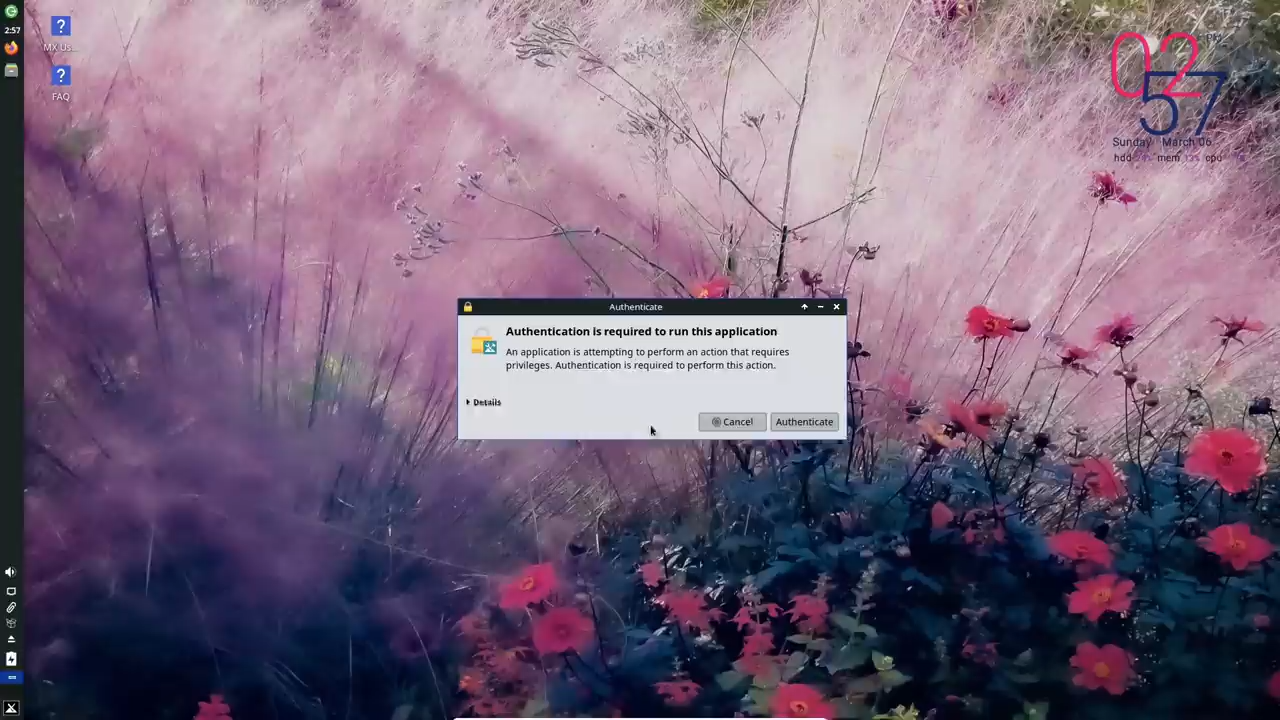 2:57
MX Us...
FAQ
02
PM
57
Sunday March 06
hdd mem 13% cpu
Authenticate
Authentication is required to run this application
An application is attempting to perform an action that requires
privileges. Authentication is required to perform this action.
Details
Cancel
Authenticate